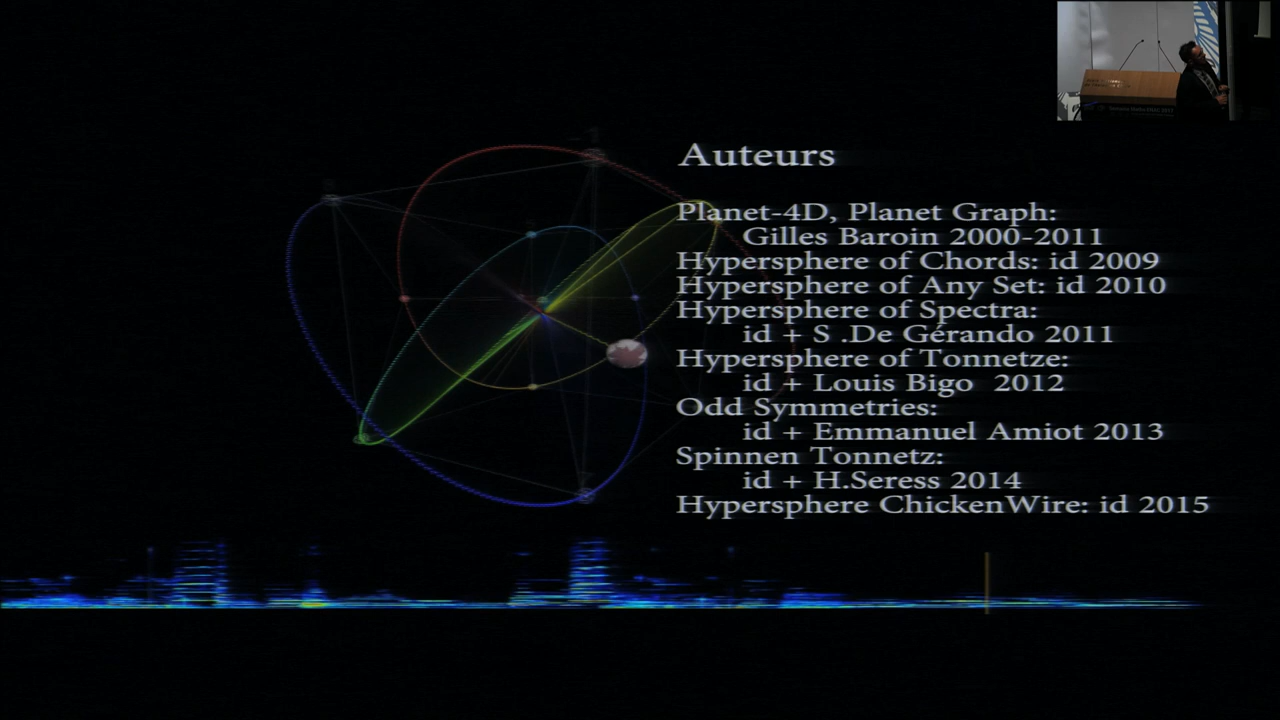 Auteurs
Planet-4D, Planet Graph:
Gilles Baroin 2000-2011
Hypersphere of Chords: id 2009
Hypersphere of Any Set: id 2010
Hypersphere of Spectra:
id + S .De Gérando 2011
Hypersphere of Tonnetze:
id + Louis Bigo 2012
Odd Symmetries:
id + Emmanuel Amiot 2013
Spinnen Tonnetz:
id + H.Seress 2014
Hypersphere ChickenWire: id 2015